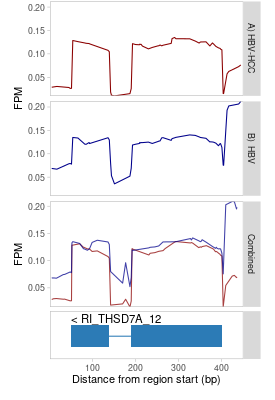 0.20
0.15
0.10
0.05
FPM
A) HBV-HCC
0.20
0.15
0.10
0.05
B) HBV
0.20
0.15
0.10
0.05
FPM
Combined
< RI_THSD7A_12
100
200
300
400
Distance from region start (bp)